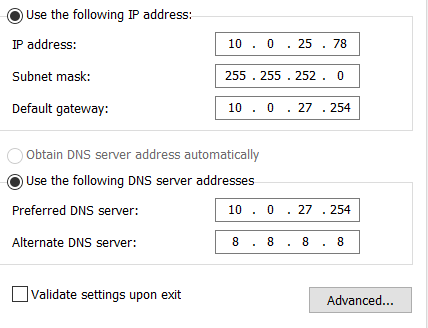 Use the following IP address:
IP address: 10 . 0 . 25 . 78
Subnet mask: 255 . 255 . 252 . 0
Default gateway: 10 . 0 . 27 . 254
Obtain DNS server address automatically
Use the following DNS server addresses
Preferred DNS server: 10 . 0 . 27 . 254
Alternate DNS server: 8 . 8 . 8 . 8
Validate settings upon exit
Advanced...